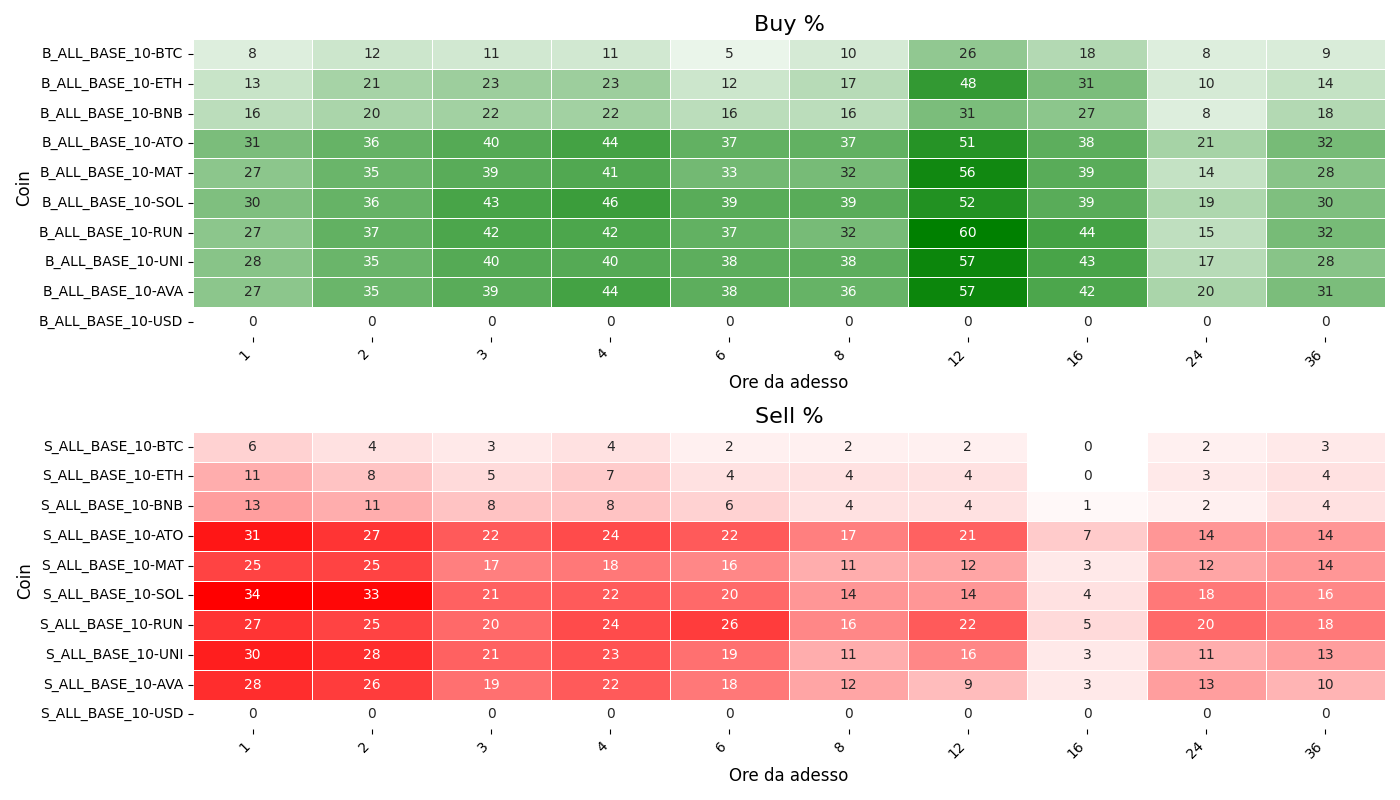 Buy %
Coin
B_ALL_BASE_10-BTC 8 12 11 11 5 10 26 18 8 9
B_ALL_BASE_10-ETH 13 21 23 23 12 17 48 31 10 14
B_ALL_BASE_10-BNB 16 20 22 22 16 16 31 27 8 18
B_ALL_BASE_10-ATO 31 36 40 44 37 37 51 38 21 32
B_ALL_BASE_10-MAT 27 35 39 41 33 32 56 39 14 28
B_ALL_BASE_10-SOL 30 36 43 46 39 39 52 39 19 30
B_ALL_BASE_10-RUN 27 37 42 42 37 32 60 44 15 32
B_ALL_BASE_10-UNI 28 35 40 40 38 38 57 43 17 28
B_ALL_BASE_10-AVA 27 35 39 44 38 36 57 42 20 31
B_ALL_BASE_10-USD 0 0 0 0 0 0 0 0 0 0
1 2 3 4 6 8 12 16 24 36
Ore da adesso
Sell %
Coin
S_ALL_BASE_10-BTC 6 4 3 4 2 2 2 0 2 3
S_ALL_BASE_10-ETH 11 8 5 7 4 4 4 0 3 4
S_ALL_BASE_10-BNB 13 11 8 8 6 4 4 1 2 4
S_ALL_BASE_10-ATO 31 27 22 24 22 17 21 7 14 14
S_ALL_BASE_10-MAT 25 25 17 18 16 11 12 3 12 14
S_ALL_BASE_10-SOL 34 33 21 22 20 14 14 4 18 16
S_ALL_BASE_10-RUN 27 25 20 24 26 16 22 5 20 18
S_ALL_BASE_10-UNI 30 28 21 23 19 11 16 3 11 13
S_ALL_BASE_10-AVA 28 26 19 22 18 12 9 3 13 10
S_ALL_BASE_10-USD 0 0 0 0 0 0 0 0 0 0
1 2 3 4 6 8 12 16 24 36
Ore da adesso